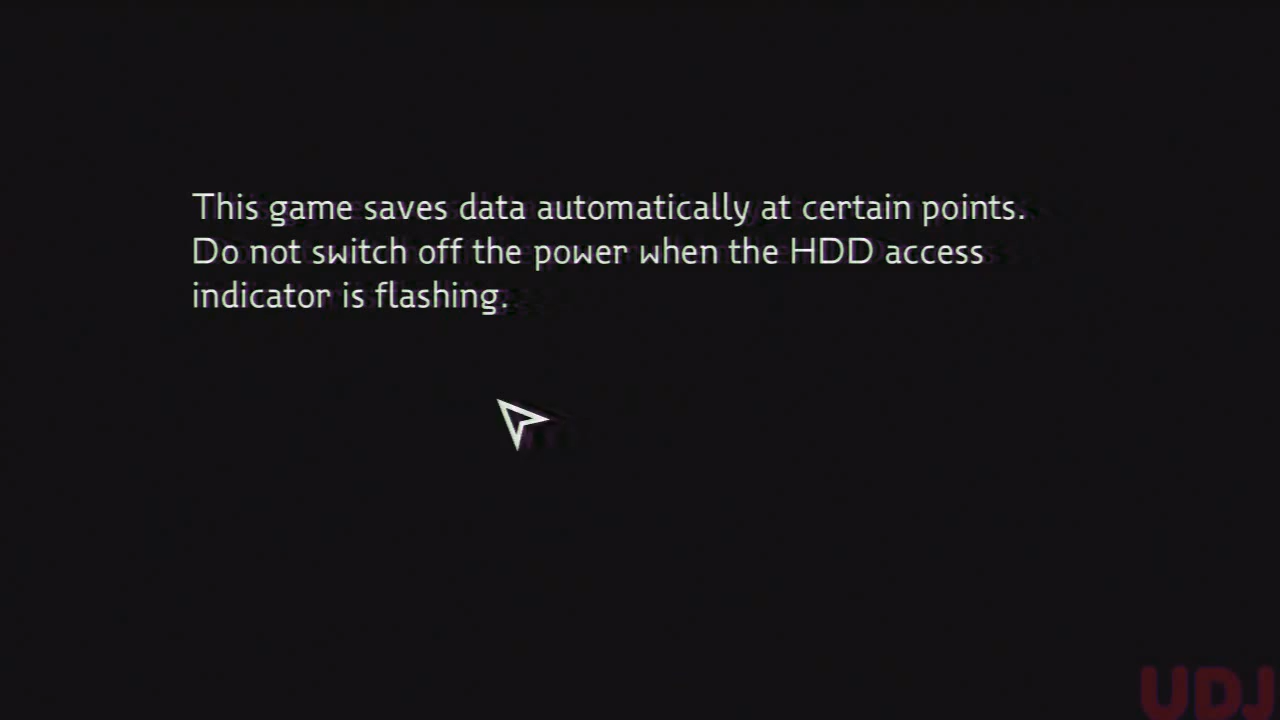 This game saves data automatically at certain points.
Do not switch off the power when the HDD access
indicator is flashing.
UDJ